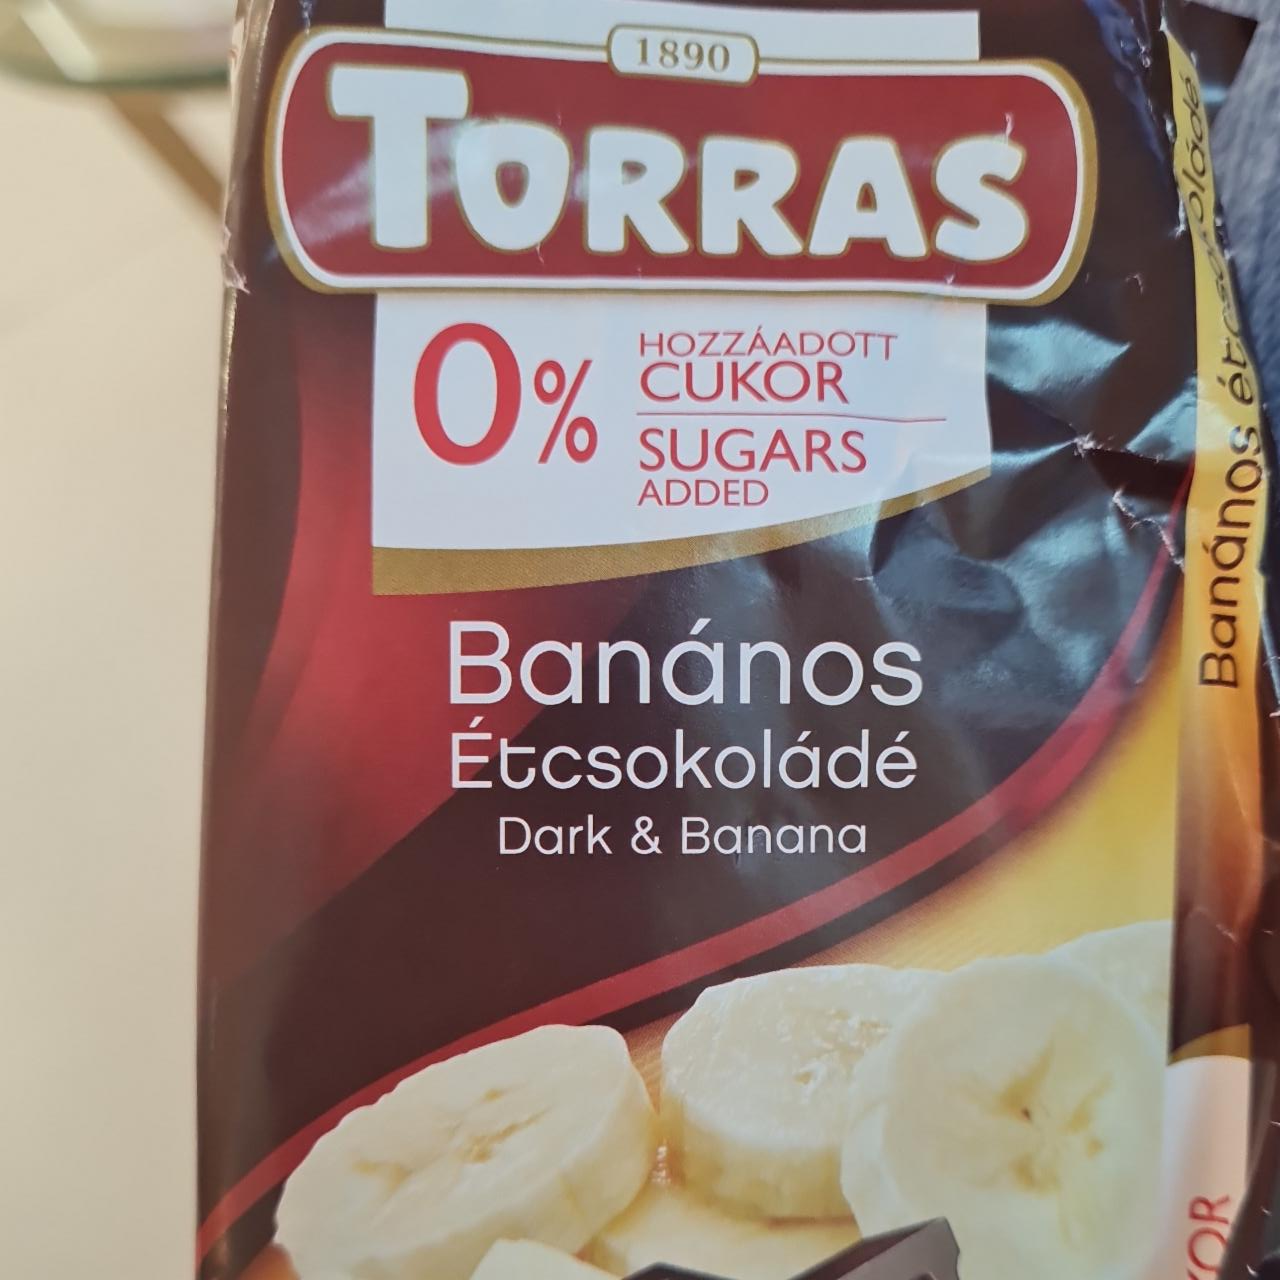 1890
TORRAS
0%
HOZZÁADOTT
CUKOR
SUGARS
ADDED
Banános
Étcsokoládé
Dark & Banana
Banános étcsokoládé